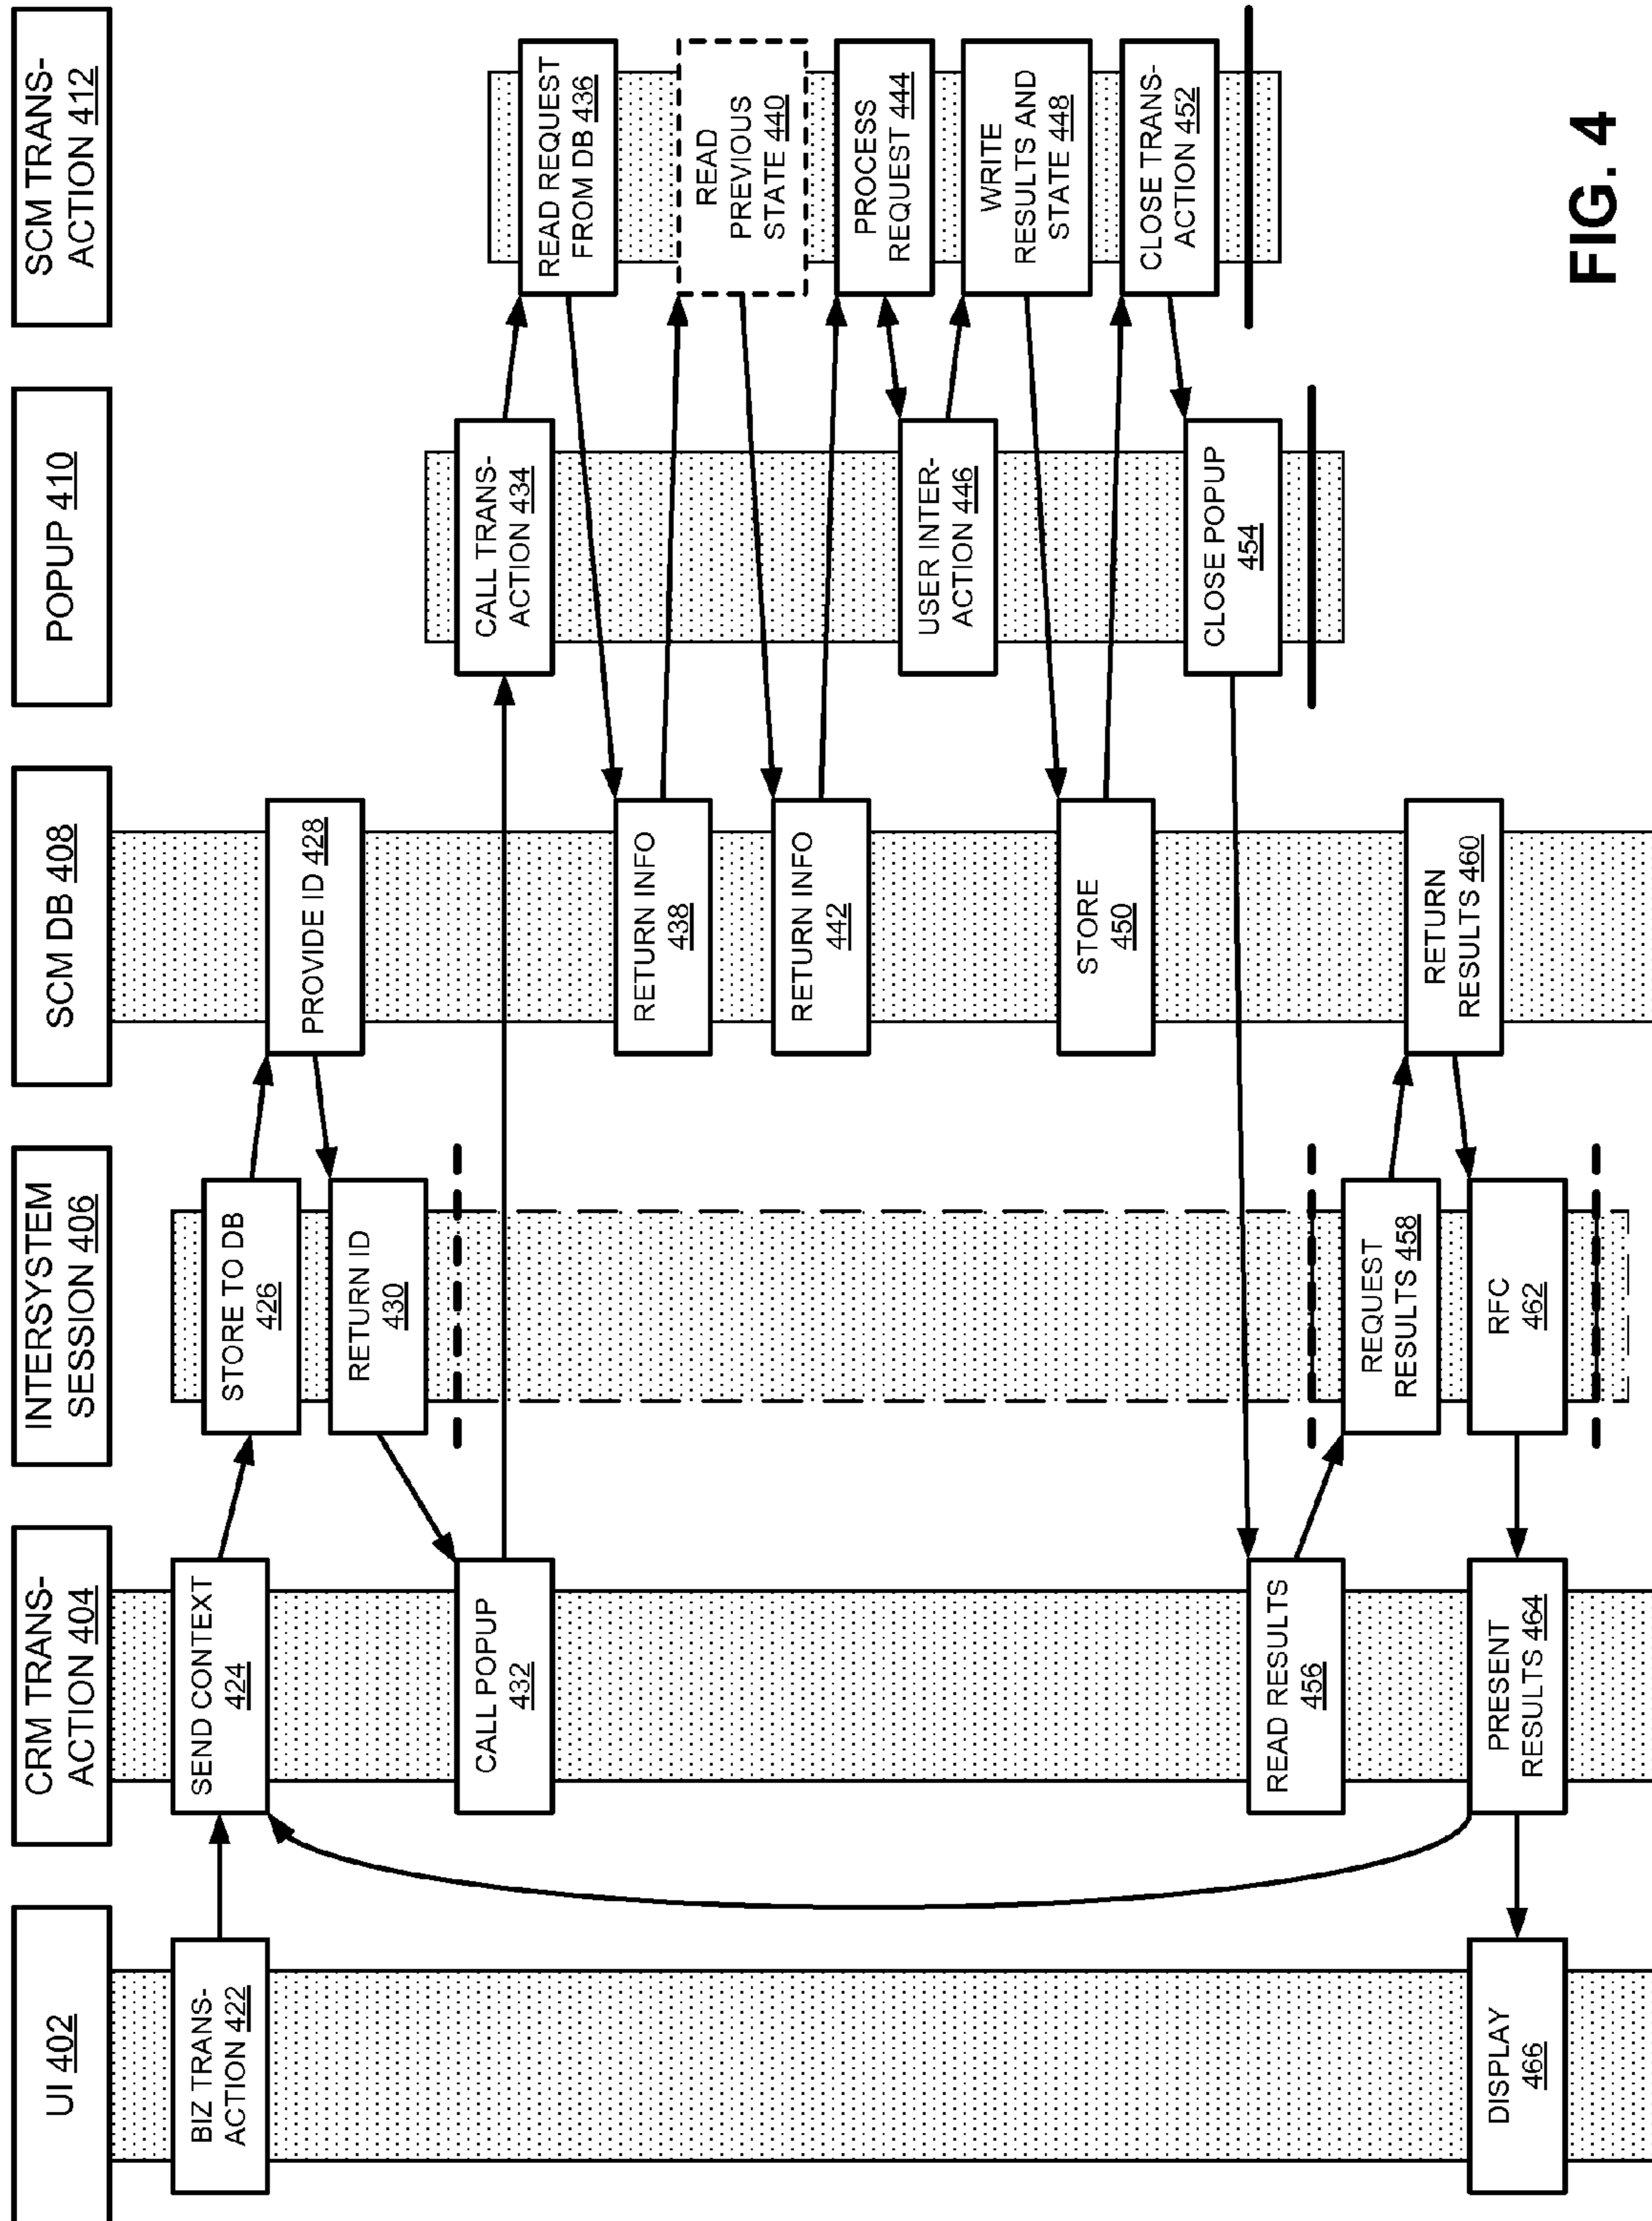 UI 402
CRM TRANS-
ACTION 404
INTERSYSTEM
SESSION 406
SCM DB 408
POPUP 410
SCM TRANS-
ACTION 412
BIZ TRANS-
ACTION 422
SEND CONTEXT
424
STORE TO DB
426
PROVIDE ID 428
RETURN ID
430
CALL POPUP
432
CALL TRANS-
ACTION 434
READ REQUEST
FROM DB 436
RETURN INFO
438
READ
PREVIOUS
STATE 440
RETURN INFO
442
PROCESS
REQUEST 444
USER INTER-
ACTION 446
WRITE
RESULTS AND
STATE 448
STORE
450
CLOSE TRANS-
ACTION 452
CLOSE POPUP
454
READ RESULTS
456
REQUEST
RESULTS 458
RETURN
RESULTS 460
RFC
462
PRESENT
RESULTS 464
DISPLAY
466
FIG. 4